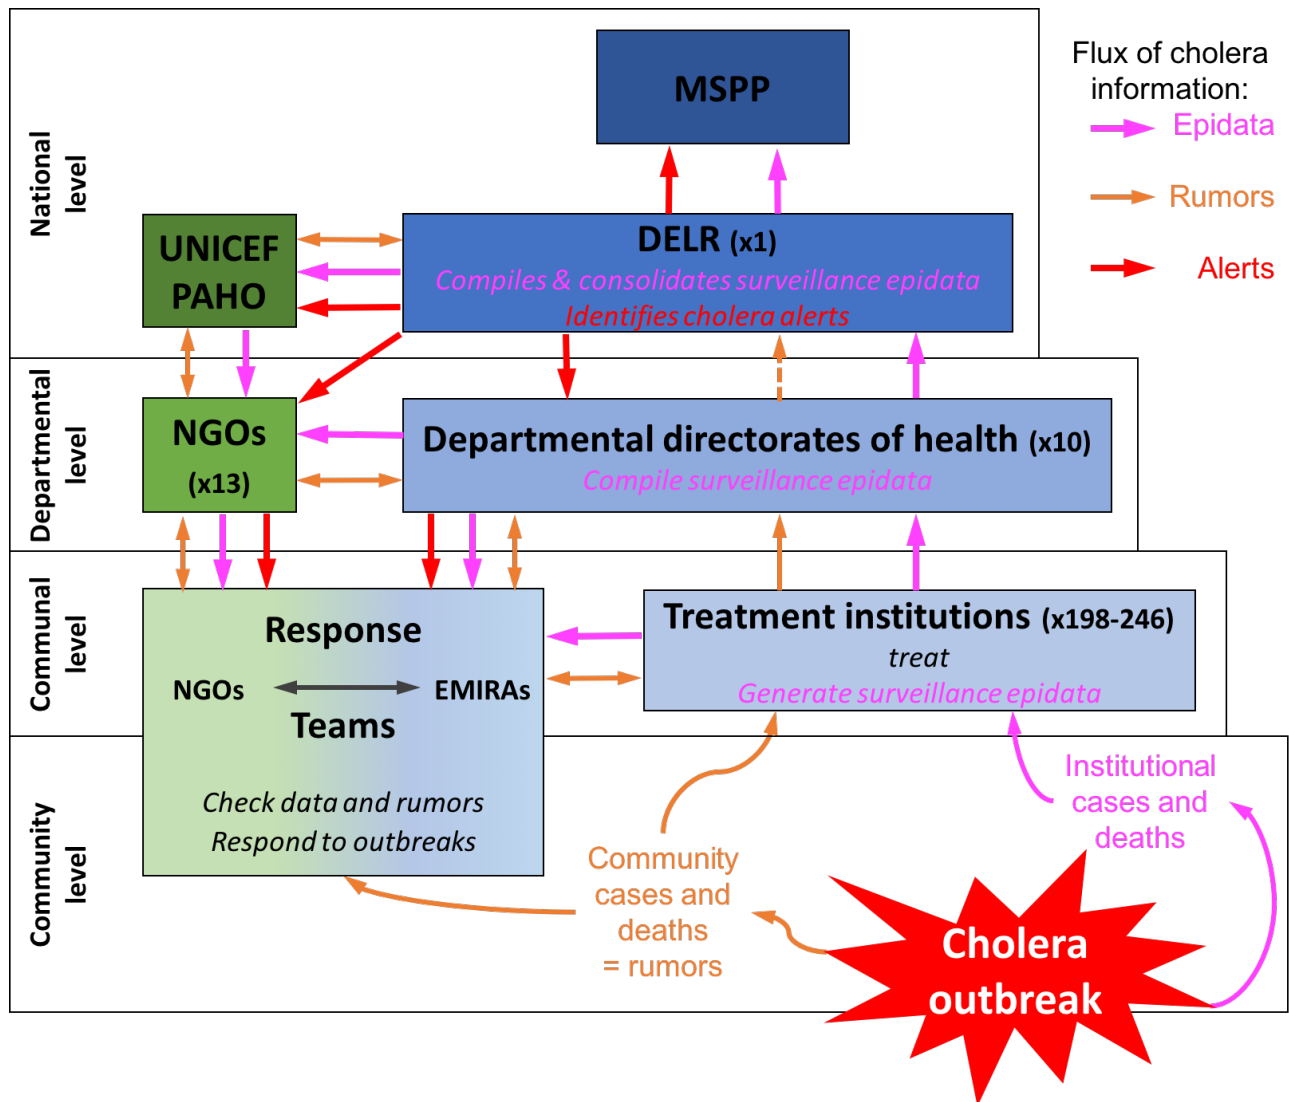 Flux of cholera
information:
Epidata
Rumors
Alerts
National
level
MSPP
UNICEF
PAHO
DELR (x1)
Compiles & consolidates surveillance epidata
Identifies cholera alerts
Departmental
level
NGOs
(x13)
Departmental directorates of health (x10)
Compile surveillance epidata
Communal
level
Response
NGOs
EMIRAs
Teams
Check data and rumors
Respond to outbreaks
Treatment institutions (x198-246)
treat
Generate surveillance epidata
Community
level
Community
cases and
deaths
= rumors
Institutional
cases and
deaths
Cholera
outbreak